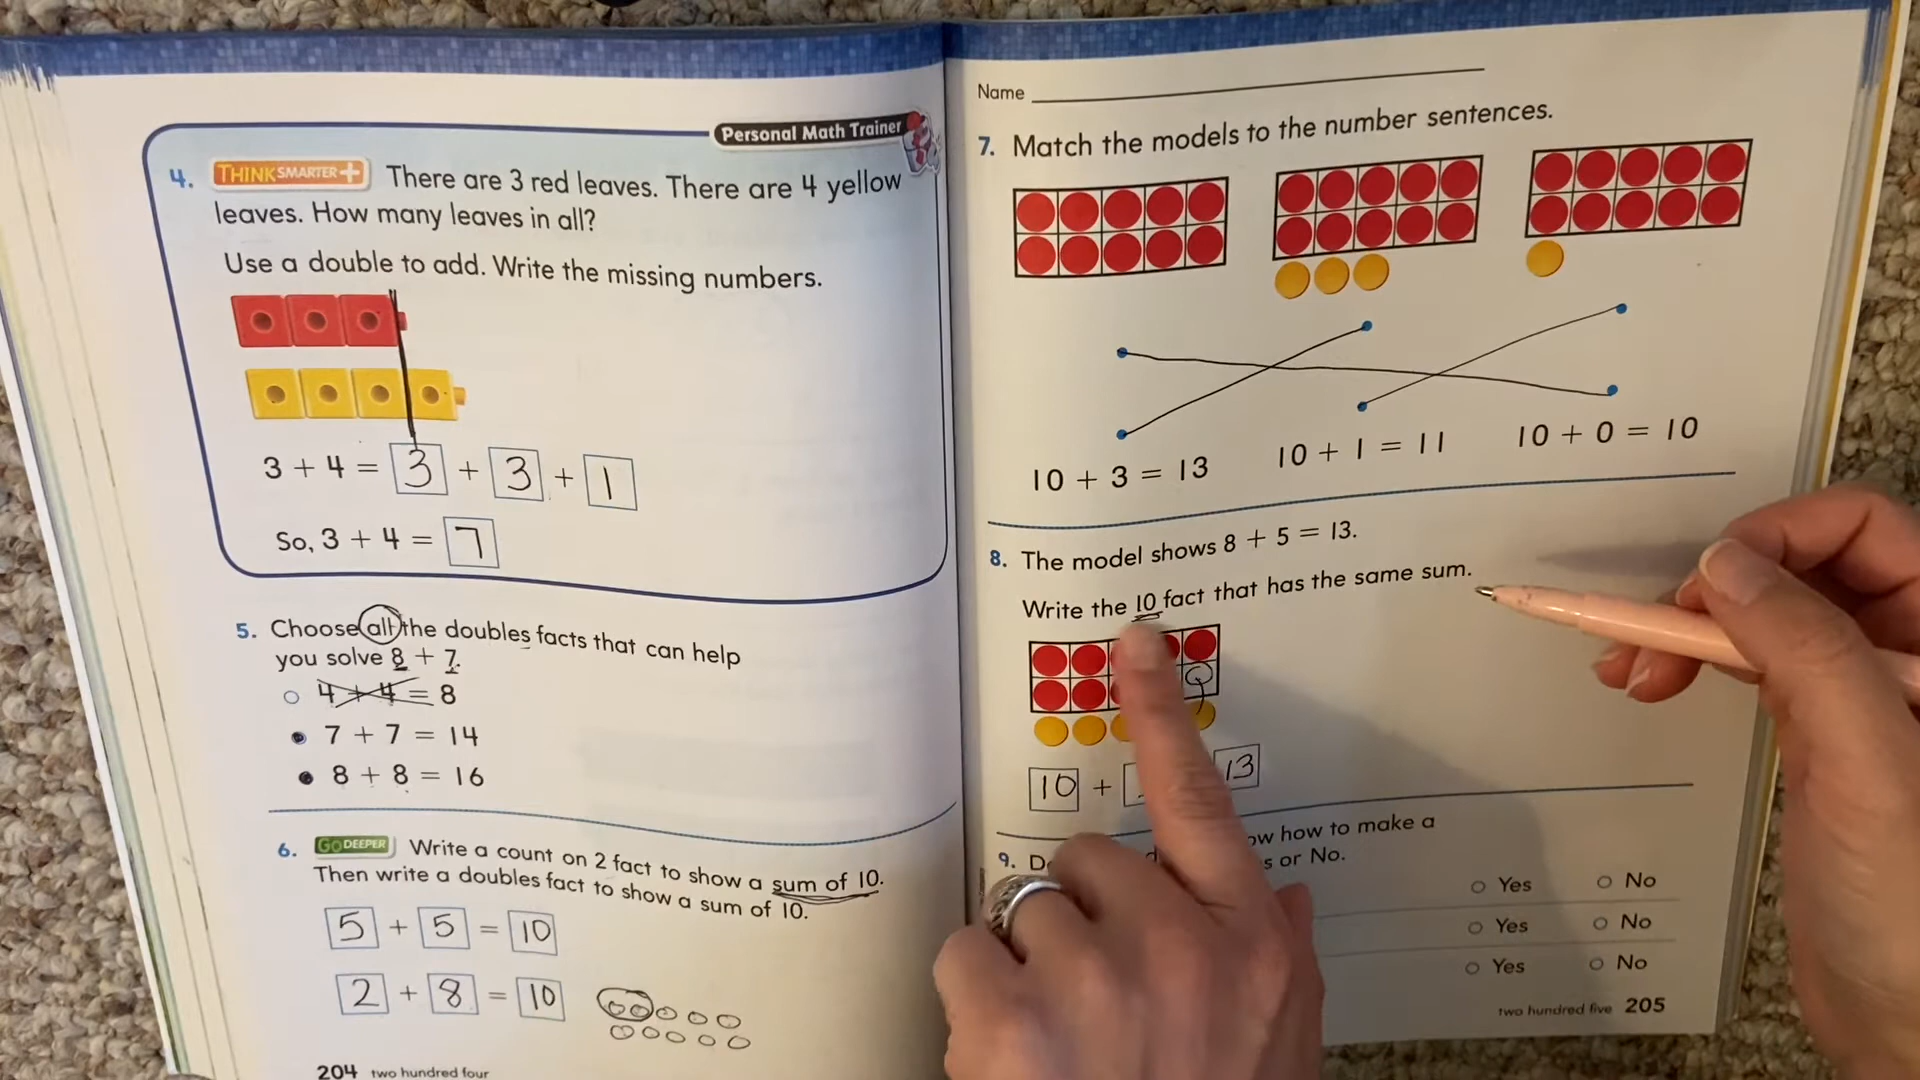 Personal Math Trainer
4. THINK SMARTER + There are 3 red leaves. There are 4 yellow
leaves. How many leaves in all?
Use a double to add. Write the missing numbers.
3 + 4 = 3 + 3 + 1
So, 3 + 4 = 7
5. Choose all the doubles facts that can help
you solve 8 + 7.
4 + 4 = 8
7 + 7 = 14
8 + 8 = 16
6. GO DEEPER Write a count on 2 fact to show a sum of 10.
Then write a doubles fact to show a sum of 10.
5 + 5 = 10
2 + 8 = 10
204 two hundred four
Name
7. Match the models to the number sentences.
10 + 3 = 13 10 + 1 = 11 10 + 0 = 10
8. The model shows 8 + 5 = 13.
Write the 10 fact that has the same sum.
10 + 13
9. how to make a
or No.
Yes No
Yes No
Yes No
two hundred five 205